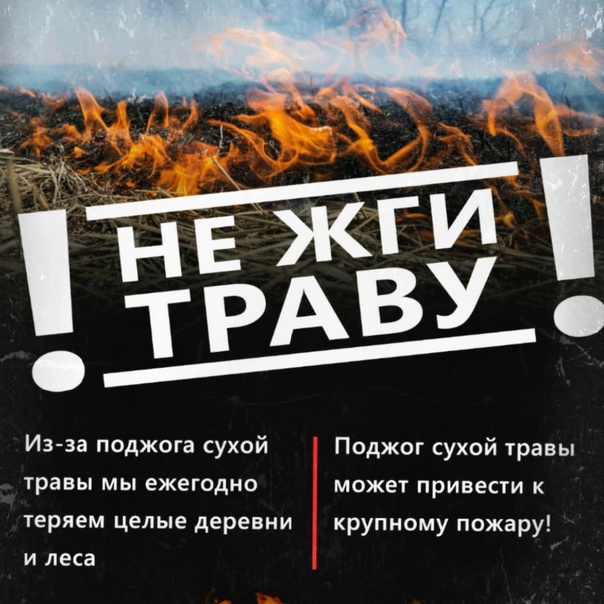 ! НЕ ЖГИ !
ТРАВУ
Из-за поджога сухой
травы мы ежегодно
теряем целые деревни
и леса
Поджог сухой травы
может привести к
крупному пожару!